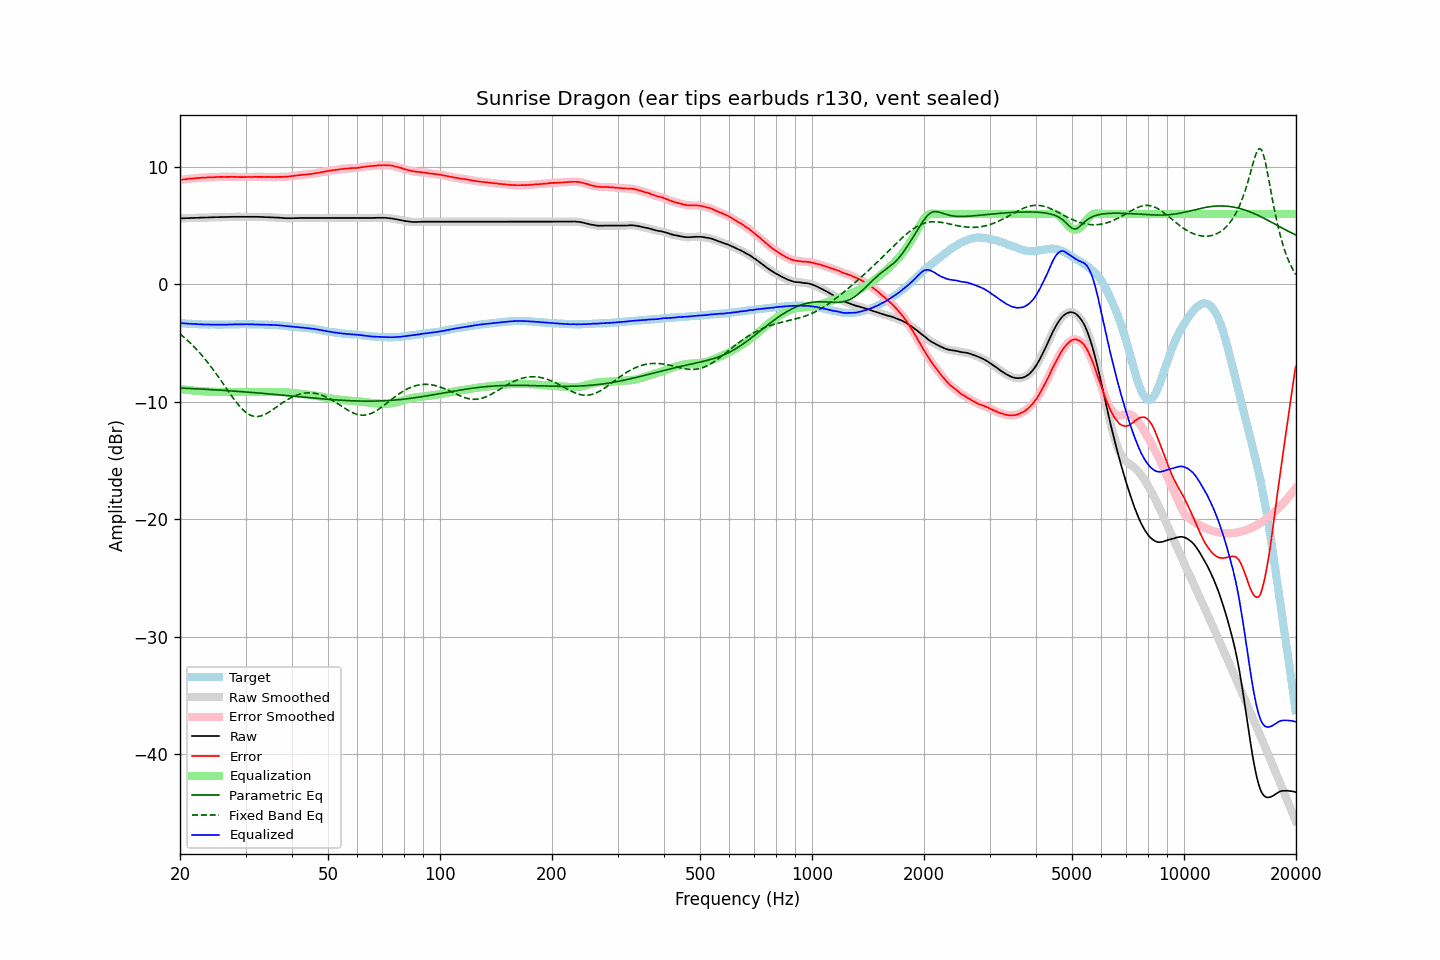 Sunrise Dragon (ear tips earbuds r130, vent sealed)
10
0
−10
−20
−30
−40
Amplitude (dBr)
Target
Raw Smoothed
Error Smoothed
Raw
Error
Equalization
Parametric Eq
Fixed Band Eq
Equalized
20 50 100 200 500 1000 2000 5000 10000 20000
Frequency (Hz)